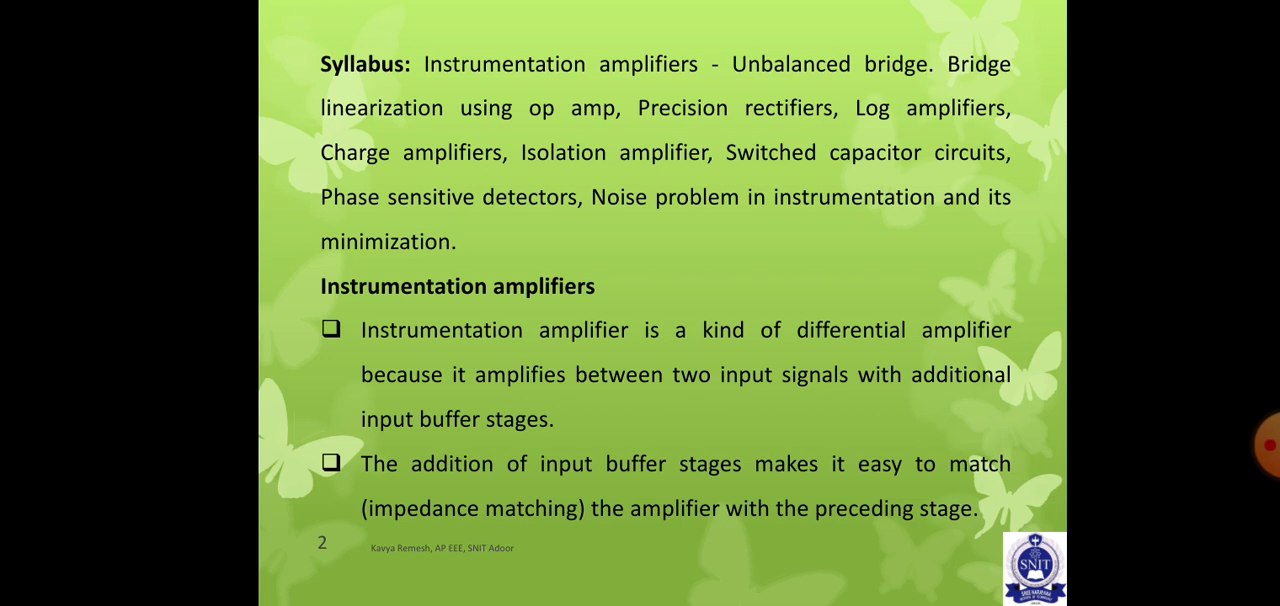 Syllabus: Instrumentation amplifiers - Unbalanced bridge. Bridge
linearization using op amp, Precision rectifiers, Log amplifiers,
Charge amplifiers, Isolation amplifier, Switched capacitor circuits,
Phase sensitive detectors, Noise problem in instrumentation and its
minimization.
Instrumentation amplifiers
❑ Instrumentation amplifier is a kind of differential amplifier
because it amplifies between two input signals with additional
input buffer stages.
❑ The addition of input buffer stages makes it easy to match
(impedance matching) the amplifier with the preceding stage.
2 Kavya Remesh, AP EEE, SNIT Adoor
SNIT